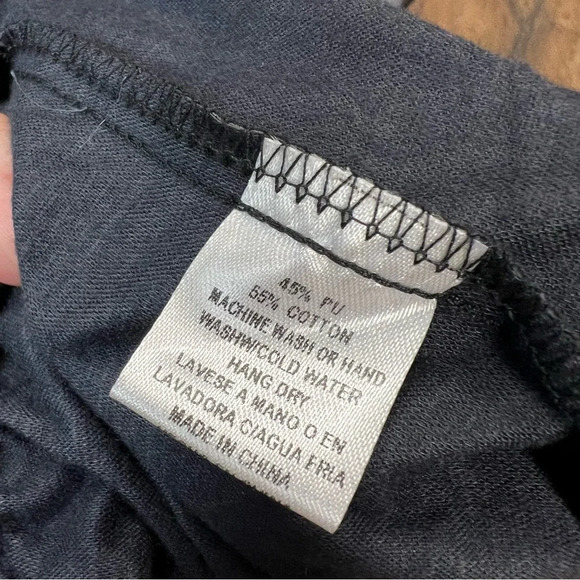 45% PU
55% COTTON
MACHINE WASH OR HAND
WASHW/COLD WATER
HANG DRY
LAVESE A MANO O EN
LAVADORA C/AGUA FRIA
MADE IN CHINA